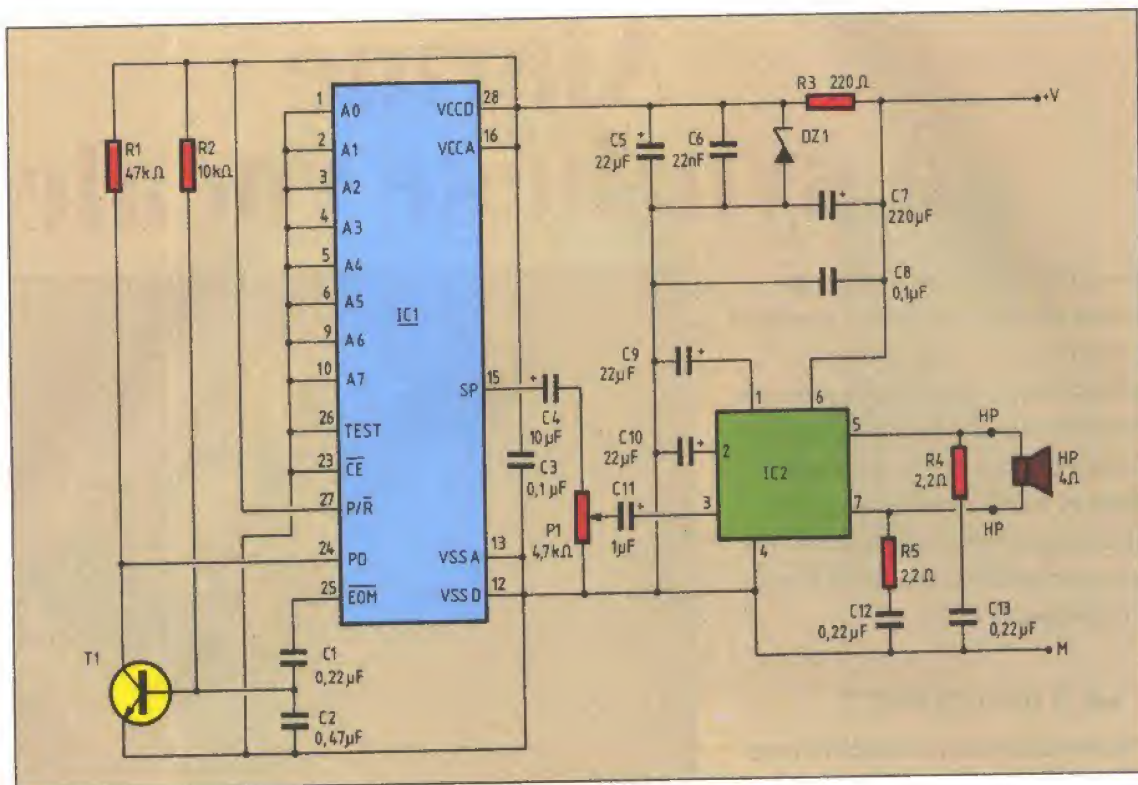 R1
47kΩ
R2
10kΩ
1 A0
2 A1
3 A2
4 A3
5 A4
6 A5
9 A6
10 A7
26 TEST
23 CE
27 P/R
24 PD
25 EOM
IC1
VCCD 28
VCCA 16
SP 15
VSSA 13
VSSD 12
T1
C1
0,22µF
C2
0,47µF
+
C4
10µF
C3
0,1µF
P1
4,7kΩ
C11 +
1µF
C5 +
22µF
C6
22nF
DZ1
R3 220Ω
+V
+ C7
220µF
C8
0,1µF
C9 +
22µF
C10 +
22µF
1
6
2
3
4
5
7
IC2
R4
2,2Ω
R5
2,2Ω
HP
HP
4Ω
HP
C12
0,22µF
C13
0,22µF
M